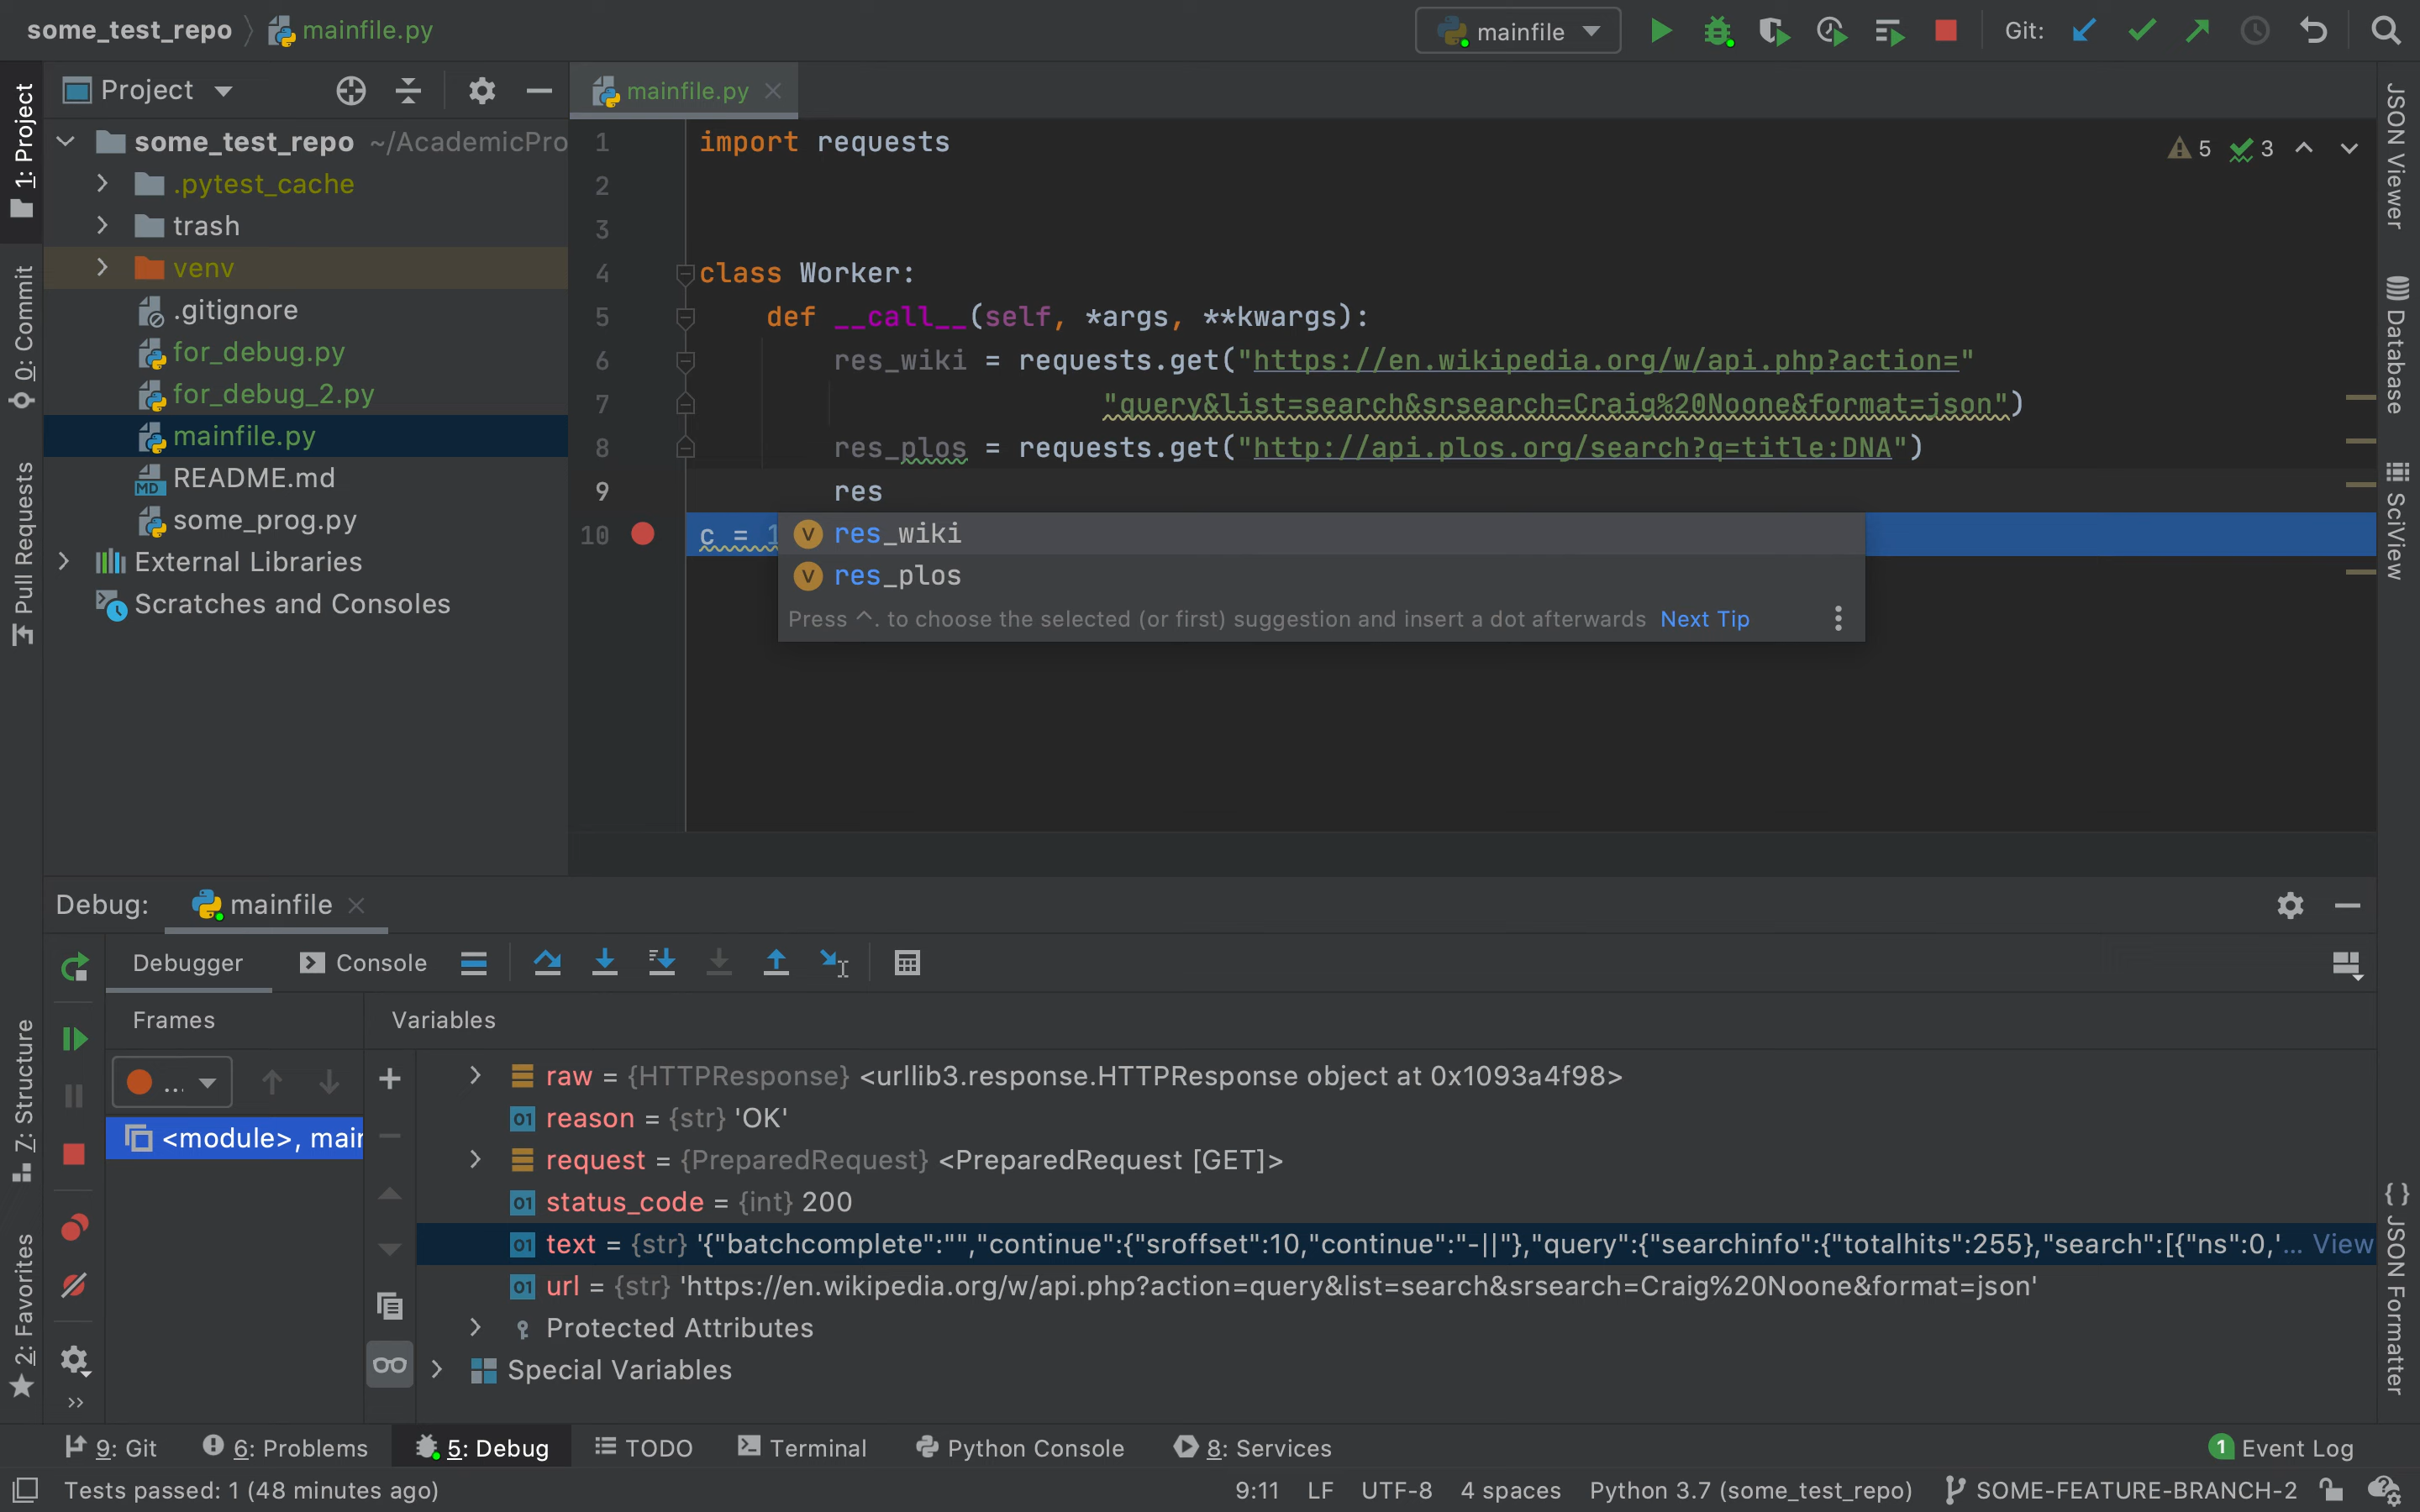 some_test_repo
mainfile.py
mainfile
Git:
1: Project
0: Commit
Pull Requests
Project
some_test_repo ~/AcademicPro
.pytest_cache
trash
venv
.gitignore
for_debug.py
for_debug_2.py
mainfile.py
README.md
some_prog.py
External Libraries
Scratches and Consoles
mainfile.py
1 import requests
2
3
4 class Worker:
5 def __call__(self, *args, **kwargs):
6 res_wiki = requests.get("https://en.wikipedia.org/w/api.php?action="
7 "query&list=search&srsearch=Craig%20Noone&format=json")
8 res_plos = requests.get("http://api.plos.org/search?q=title:DNA")
9 res
10 c = 1
5 3
V res_wiki
V res_plos
Press ^. to choose the selected (or first) suggestion and insert a dot afterwards Next Tip
JSON Viewer
Database
SciView
Debug: mainfile
Debugger
Console
Frames
Variables
...
<module>, mair
raw = {HTTPResponse} <urllib3.response.HTTPResponse object at 0x1093a4f98>
01 reason = {str} 'OK'
request = {PreparedRequest} <PreparedRequest [GET]>
01 status_code = {int} 200
01 text = {str} '{"batchcomplete":"","continue":{"sroffset":10,"continue":"-||"},"query":{"searchinfo":{"totalhits":255},"search":[{"ns":0,'... View
01 url = {str} 'https://en.wikipedia.org/w/api.php?action=query&list=search&srsearch=Craig%20Noone&format=json'
Protected Attributes
Special Variables
Z: Structure
2: Favorites
{} JSON Formatter
9: Git
6: Problems
5: Debug
TODO
Terminal
Python Console
8: Services
1 Event Log
Tests passed: 1 (48 minutes ago)
9:11
LF
UTF-8
4 spaces
Python 3.7 (some_test_repo)
SOME-FEATURE-BRANCH-2